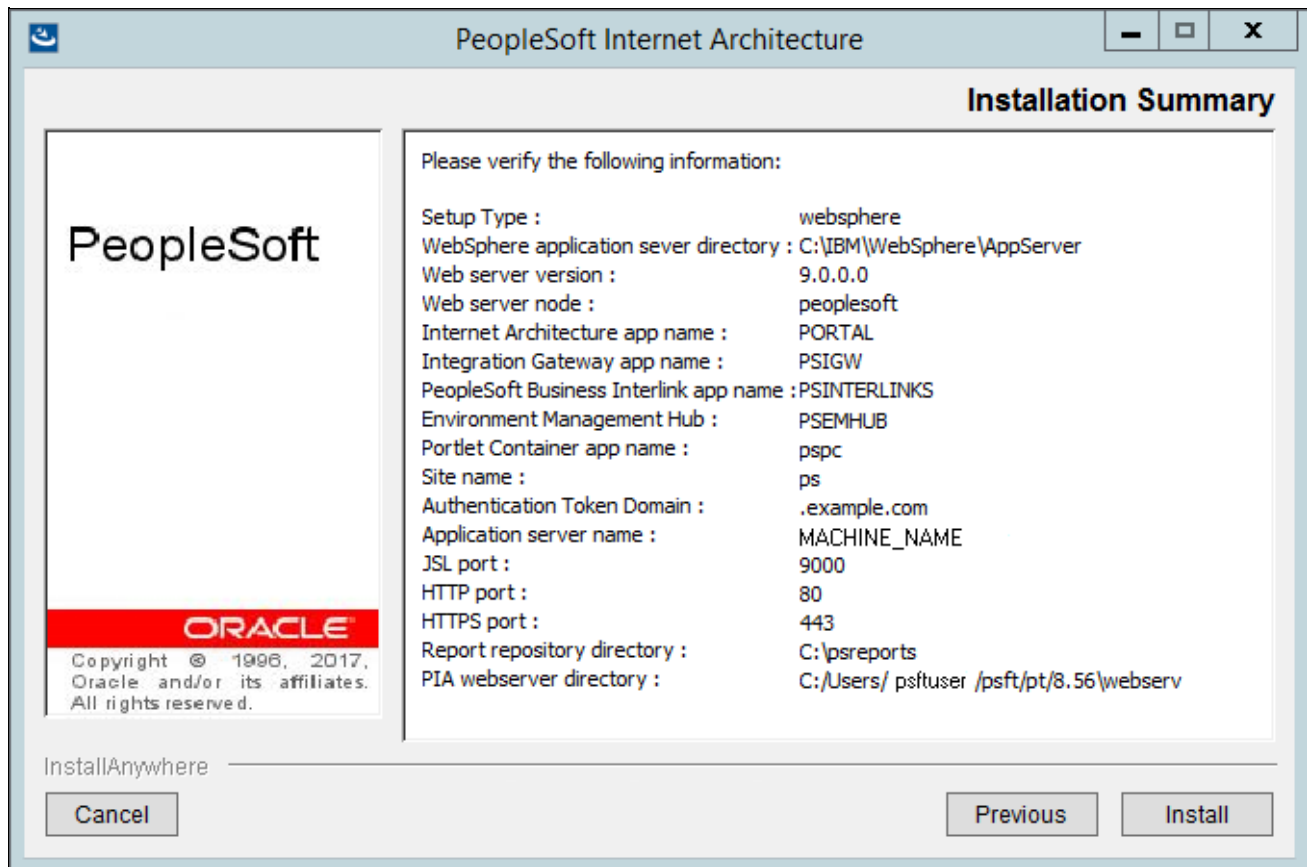 PeopleSoft Internet Architecture
Installation Summary
PeopleSoft
ORACLE
Copyright © 1996, 2017,
Oracle and/or its affiliates.
All rights reserved.
Please verify the following information:
Setup Type : websphere
WebSphere application sever directory : C:\IBM\WebSphere\AppServer
Web server version : 9.0.0.0
Web server node : peoplesoft
Internet Architecture app name : PORTAL
Integration Gateway app name : PSIGW
PeopleSoft Business Interlink app name :PSINTERLINKS
Environment Management Hub : PSEMHUB
Portlet Container app name : pspc
Site name : ps
Authentication Token Domain : .example.com
Application server name : MACHINE_NAME
JSL port : 9000
HTTP port : 80
HTTPS port : 443
Report repository directory : C:\psreports
PIA webserver directory : C:/Users/ psftuser /psft/pt/8.56\webserv
InstallAnywhere
Cancel
Previous
Install